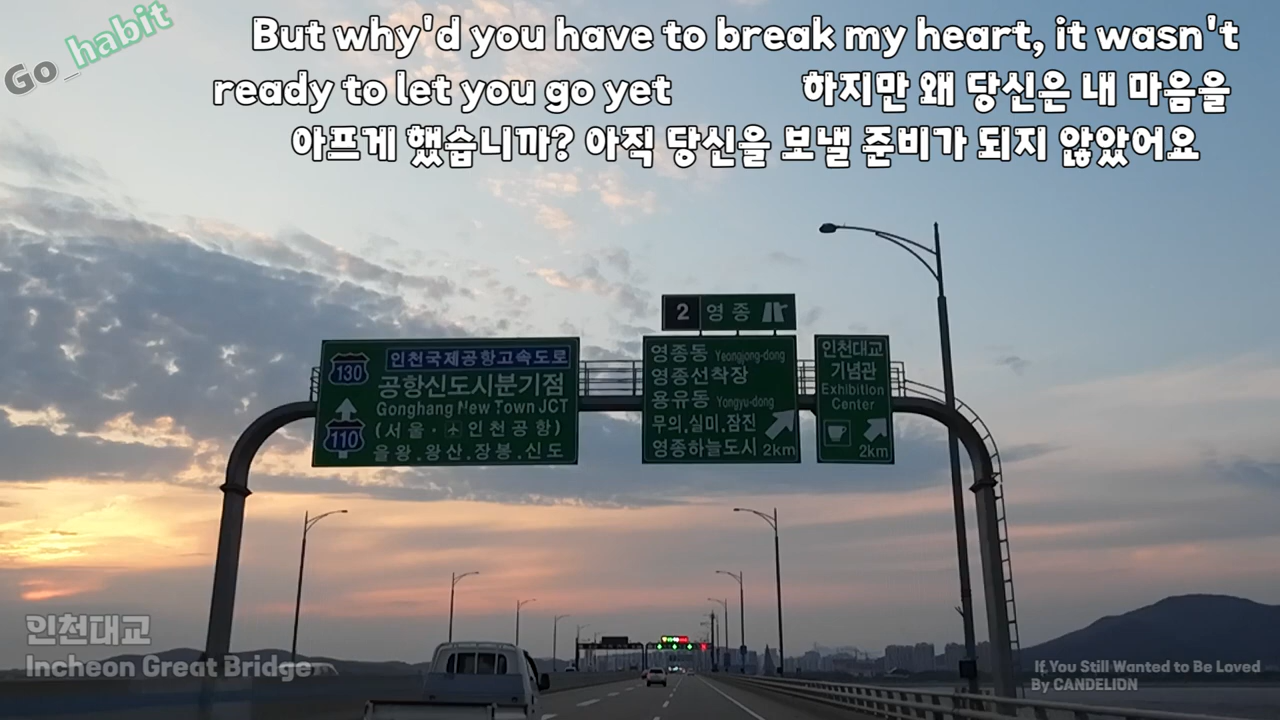 Go_habit
But why'd you have to break my heart, it wasn't
ready to let you go yet 하지만 왜 당신은 내 마음을
아프게 했습니까? 아직 당신을 보낼 준비가 되지 않았어요
2 영종
130 인천국제공항고속도로
공항신도시분기점
Gonghang New Town JCT
110 (서울·인천공항)
을왕.왕산.장봉.신도
영종동 Yeongjong-dong
영종선착장
용유동 Yongyu-dong
무의.실미.잠진
영종하늘도시 2km
인천대교
기념관
Exhibition
Center
2km
인천대교
Incheon Great Bridge
If You Still Wanted to Be Loved
By CANDELION